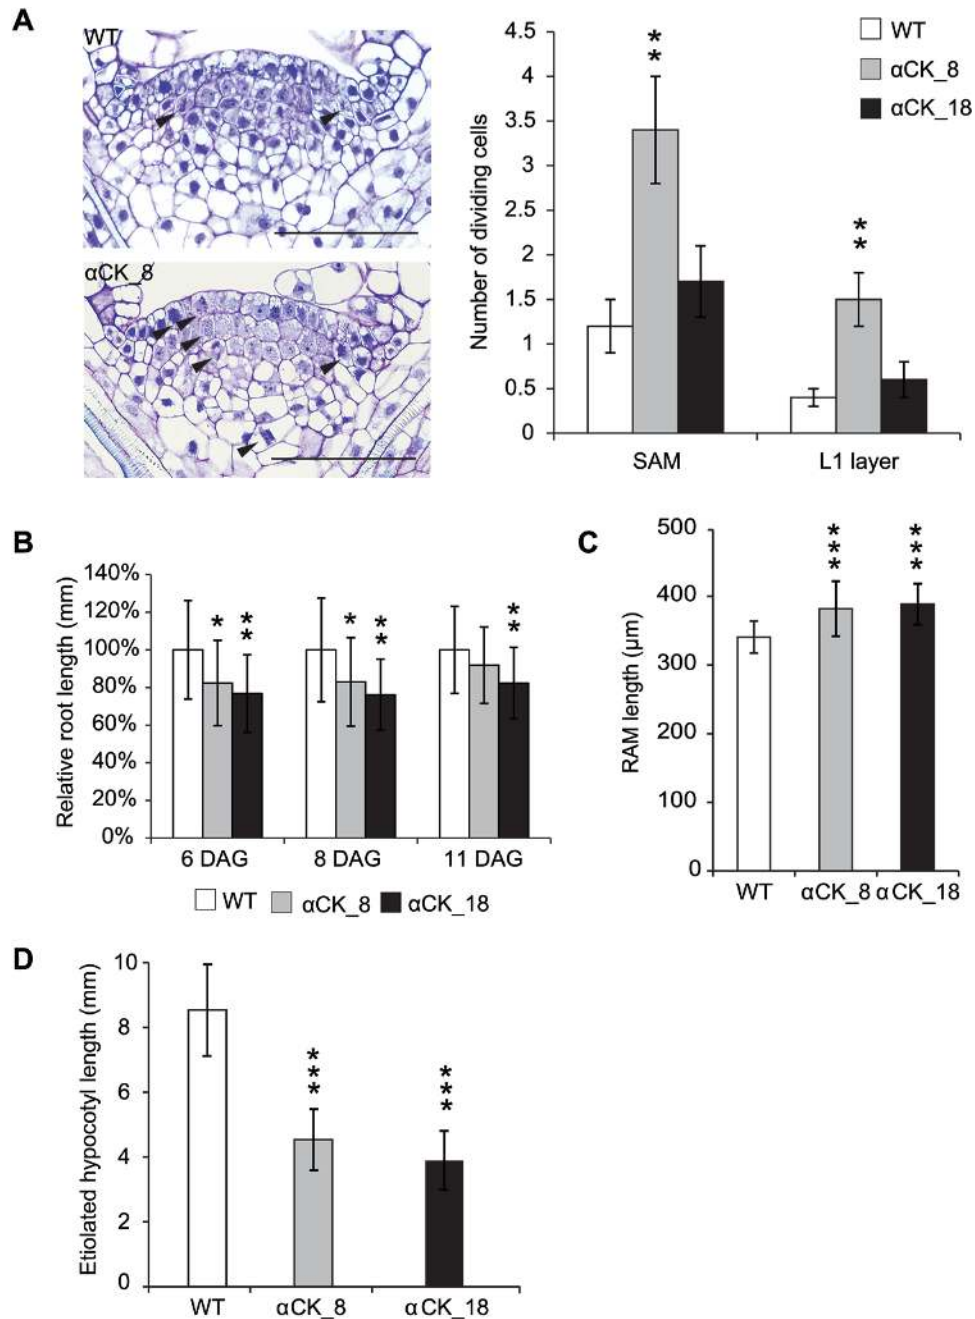 A
WT
αCK_8
Number of dividing cells
4.5
4
3.5
3
2.5
2
1.5
1
0.5
0
**
**
SAM
L1 layer
WT
αCK_8
αCK_18
B
Relative root length (mm)
140%
120%
100%
80%
60%
40%
20%
0%
*
**
*
**
**
6 DAG
8 DAG
11 DAG
WT
αCK_8
αCK_18
C
RAM length (μm)
500
400
300
200
100
0
***
***
WT
αCK_8
αCK_18
D
Etiolated hypocotyl length (mm)
10
8
6
4
2
0
***
***
WT
αCK_8
αCK_18